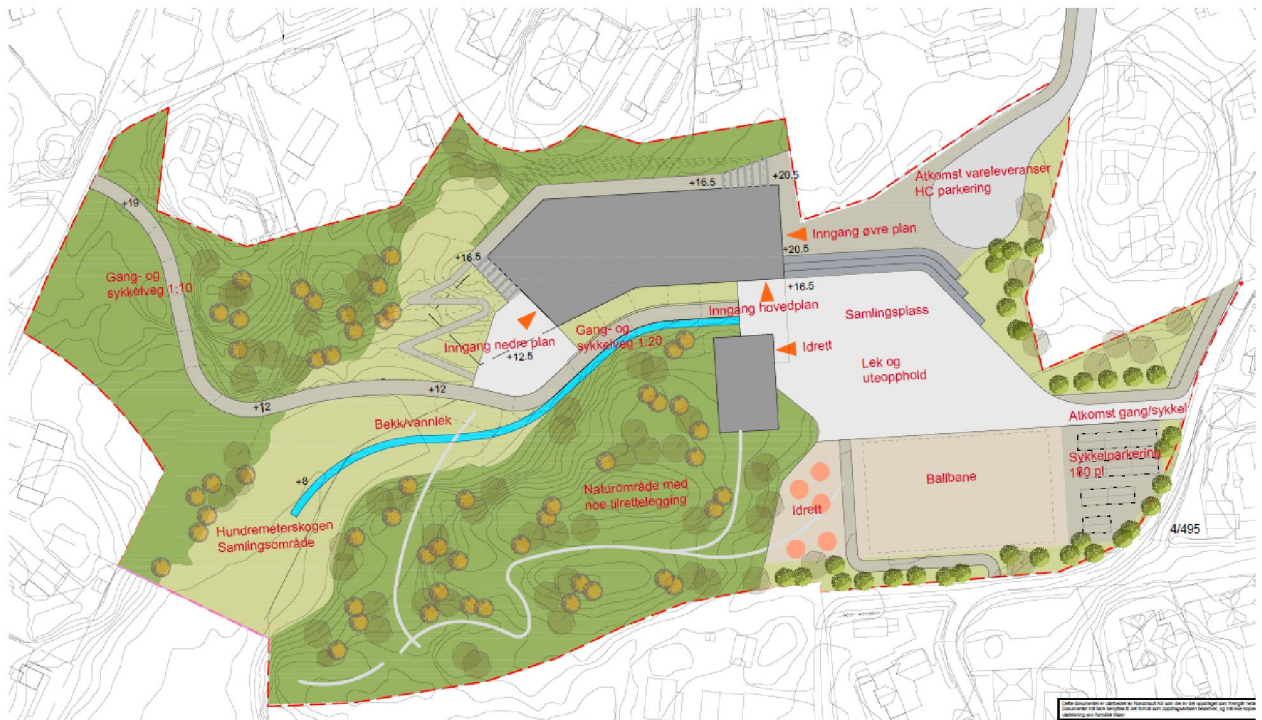 Atkomst vareleveranser
HC parkering
+16.5
+20.5
+19
Inngang øvre plan
+20.5
+16.5
Gang- og
sykkelveg 1:10
+16.5
Inngang hovedplan
Samlingsplass
Gang- og
sykkelveg 1:20
Inngang nedre plan
+12.5
Idrett
Lek og
uteopphold
+12
+12
Atkomst gang/sykkel
Bekk/vannlek
Sykkelparkering
180 pl
Ballbane
+8
Naturområde med
noe tilrettelegging
Idrett
Hundremeterskogen
Samlingsområde
4/495